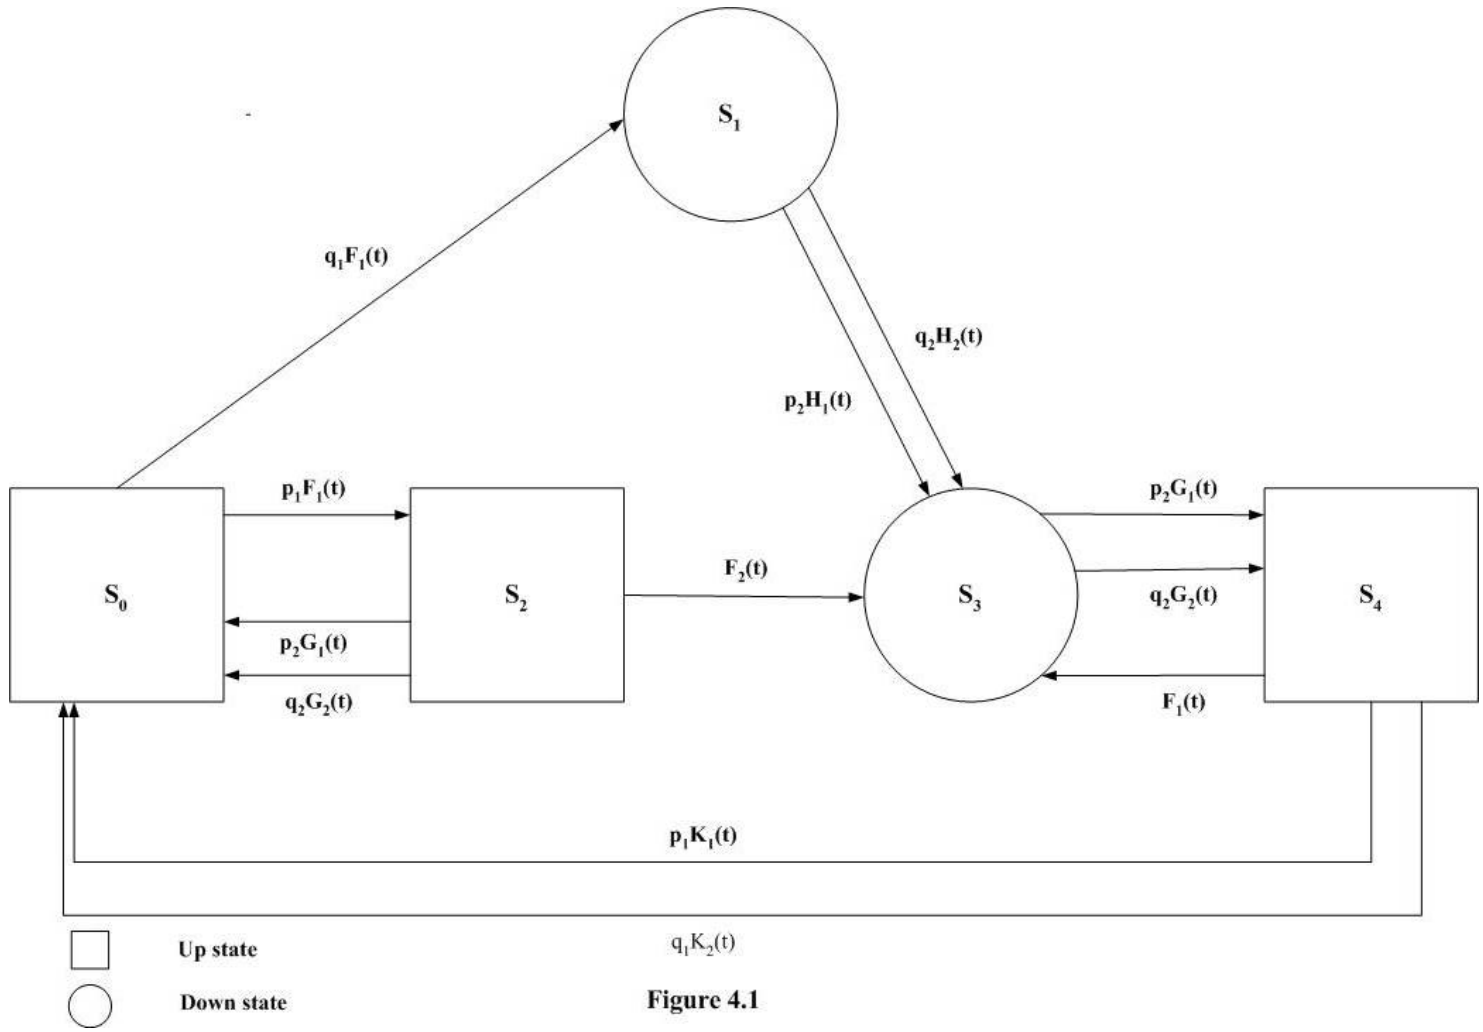 S₁
q₁F₁(t)
q₂H₂(t)
p₂H₁(t)
p₁F₁(t)
p₂G₁(t)
F₂(t)
S₀
S₂
S₃
q₂G₂(t)
S₄
p₂G₁(t)
q₂G₂(t)
F₁(t)
p₁K₁(t)
q₁K₂(t)
Up state
Down state
Figure 4.1